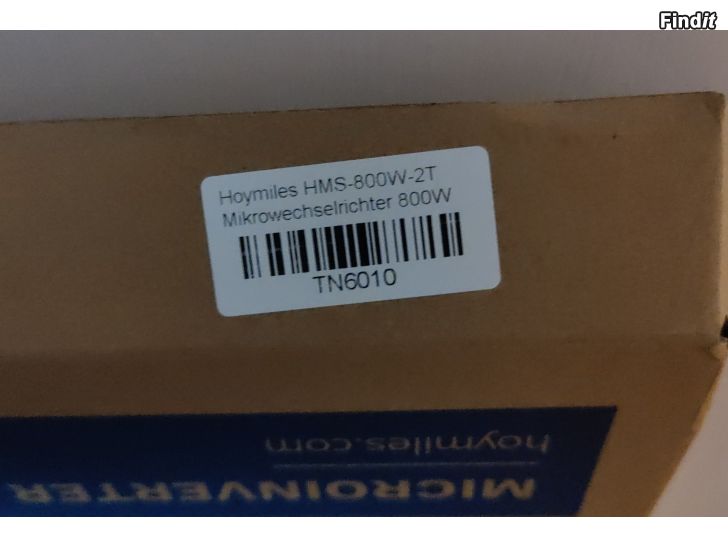 Findit
Hoymiles HMS-800W-2T
Mikrowechselrichter 800W
TN6010
hoymiles.com
MICROINVERTER